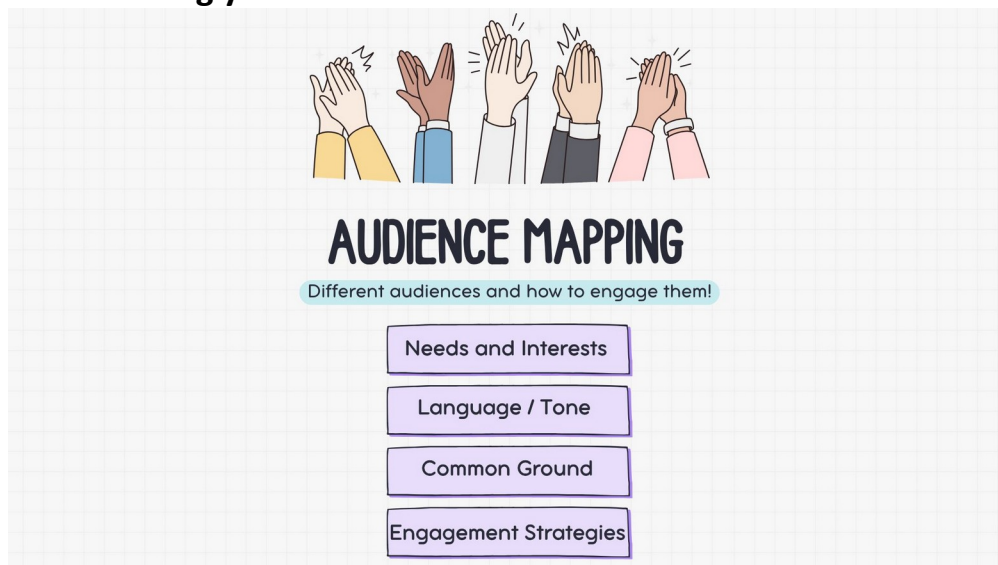 AUDIENCE MAPPING
Different audiences and how to engage them!
Needs and Interests
Language / Tone
Common Ground
Engagement Strategies